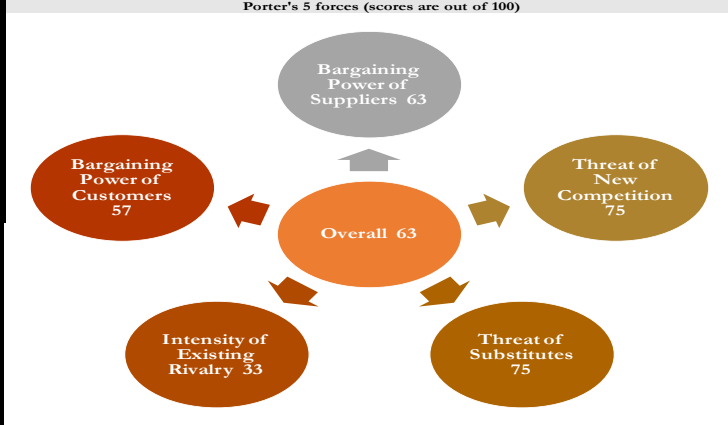 Porter's 5 forces (scores are out of 100)
Bargaining
Power of
Suppliers 63
Bargaining
Power of
Customers
57
Threat of
New
Competition
75
Overall 63
Intensity of
Existing
Rivalry 33
Threat of
Substitutes
75